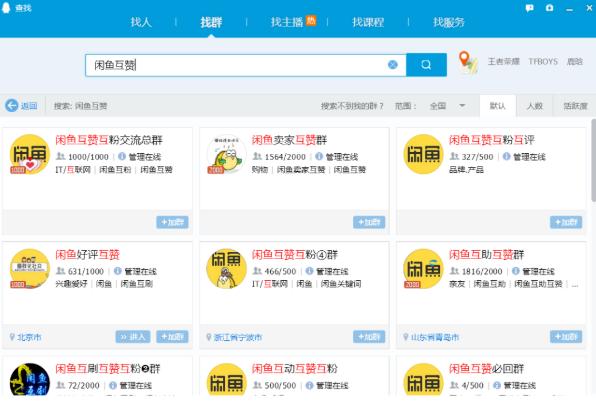 查找
找人 找群 找主播 热 找课程 找服务
闲鱼互赞
王者荣耀 TFBOYS 鹿晗
返回 搜索: 闲鱼互赞 搜索不到我的群? 范围: 全国 默认 人数 活跃度
闲鱼互赞互粉交流总群
1000/1000 管理在线
IT/互联网 闲鱼互粉 闲鱼互赞
+加群
闲鱼卖家互赞群
1564/2000 管理在线
购物 闲鱼卖家互赞 闲鱼互赞
+加群
闲鱼互赞互粉互评
327/500 管理在线
品牌.产品
+加群
闲鱼好评互赞
631/1000 管理在线
兴趣爱好 闲鱼 闲鱼互刷
北京市 进入 +加群
闲鱼互赞互粉④群
466/500 管理在线
IT/互联网 闲鱼 闲鱼关键词
浙江省宁波市 +加群
闲鱼互助互赞群
1816/2000 管理在线
亲友 闲鱼互助 闲鱼互助互赞 ...
山东省青岛市 +加群
闲鱼互刷互赞互粉❷群
72/2000 管理在线
闲鱼互动互赞互粉
500/500 管理在线
闲鱼互赞必回群
4/500 管理在线